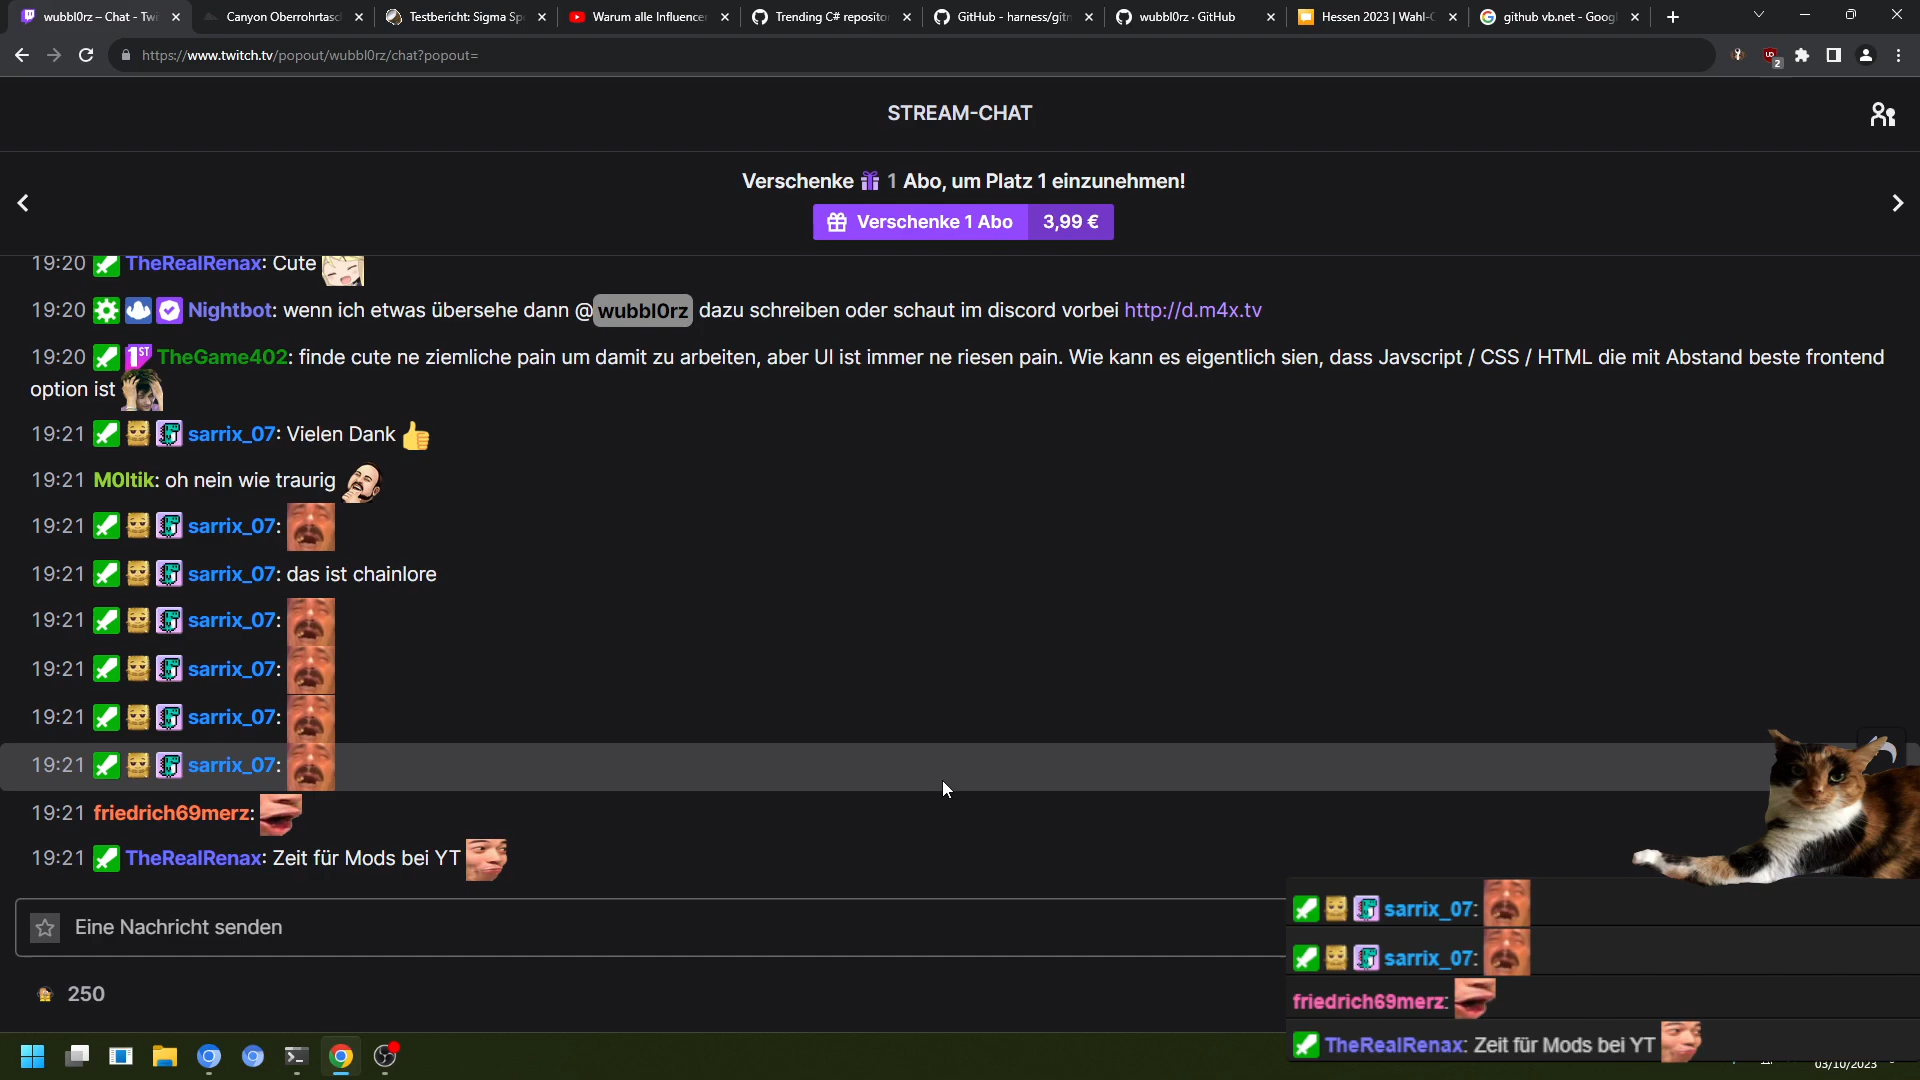 wubbl0rz – Chat - Twi
Canyon Oberrohrtasc
Testbericht: Sigma Sp
Warum alle Influence
Trending C# reposito
GitHub - harness/gitn
wubbl0rz · GitHub
Hessen 2023 | Wahl-O
github vb.net - Googl
https://www.twitch.tv/popout/wubbl0rz/chat?popout=
2
STREAM-CHAT
Verschenke 1 Abo, um Platz 1 einzunehmen!
Verschenke 1 Abo 3,99 €
19:20 TheRealRenax: Cute
19:20 Nightbot: wenn ich etwas übersehe dann @wubbl0rz dazu schreiben oder schaut im discord vorbei http://d.m4x.tv
19:20 1ST TheGame402: finde cute ne ziemliche pain um damit zu arbeiten, aber UI ist immer ne riesen pain. Wie kann es eigentlich sien, dass Javscript / CSS / HTML die mit Abstand beste frontend
option ist
19:21 sarrix_07: Vielen Dank
19:21 M0ltik: oh nein wie traurig
19:21 sarrix_07:
19:21 sarrix_07: das ist chainlore
19:21 sarrix_07:
19:21 sarrix_07:
19:21 sarrix_07:
19:21 sarrix_07:
19:21 friedrich69merz:
19:21 TheRealRenax: Zeit für Mods bei YT
Eine Nachricht senden
250
sarrix_07:
sarrix_07:
friedrich69merz:
TheRealRenax: Zeit für Mods bei YT
03/10/2023